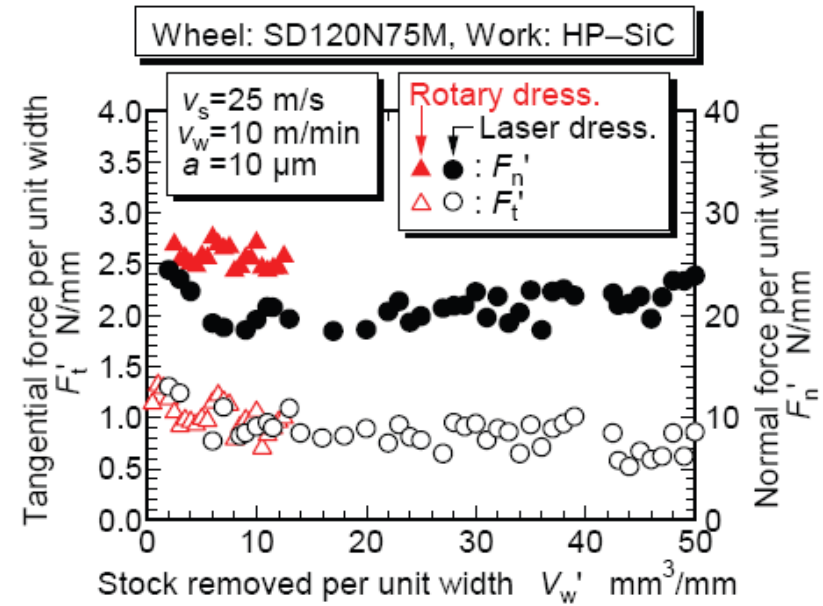 Wheel: SD120N75M, Work: HP–SiC
vs=25 m/s
vw=10 m/min
a =10 μm
Rotary dress.
Laser dress.
: Fn'
: Ft'
Tangential force per unit width
Ft' N/mm
4.0
3.5
3.0
2.5
2.0
1.5
1.0
0.5
0.0
40
30
20
10
0
Normal force per unit width
Fn' N/mm
0 10 20 30 40 50
Stock removed per unit width Vw' mm3/mm